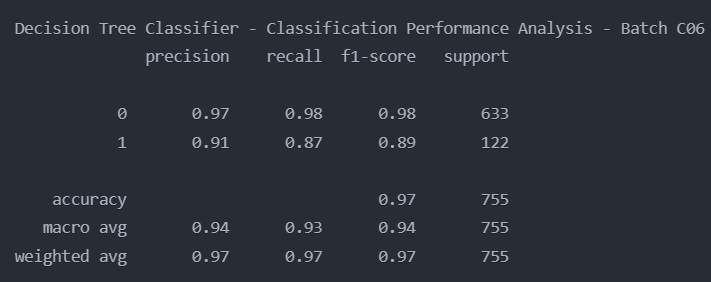 Decision Tree Classifier - Classification Performance Analysis - Batch C06
precision recall f1-score support
0 0.97 0.98 0.98 633
1 0.91 0.87 0.89 122
accuracy 0.97 755
macro avg 0.94 0.93 0.94 755
weighted avg 0.97 0.97 0.97 755